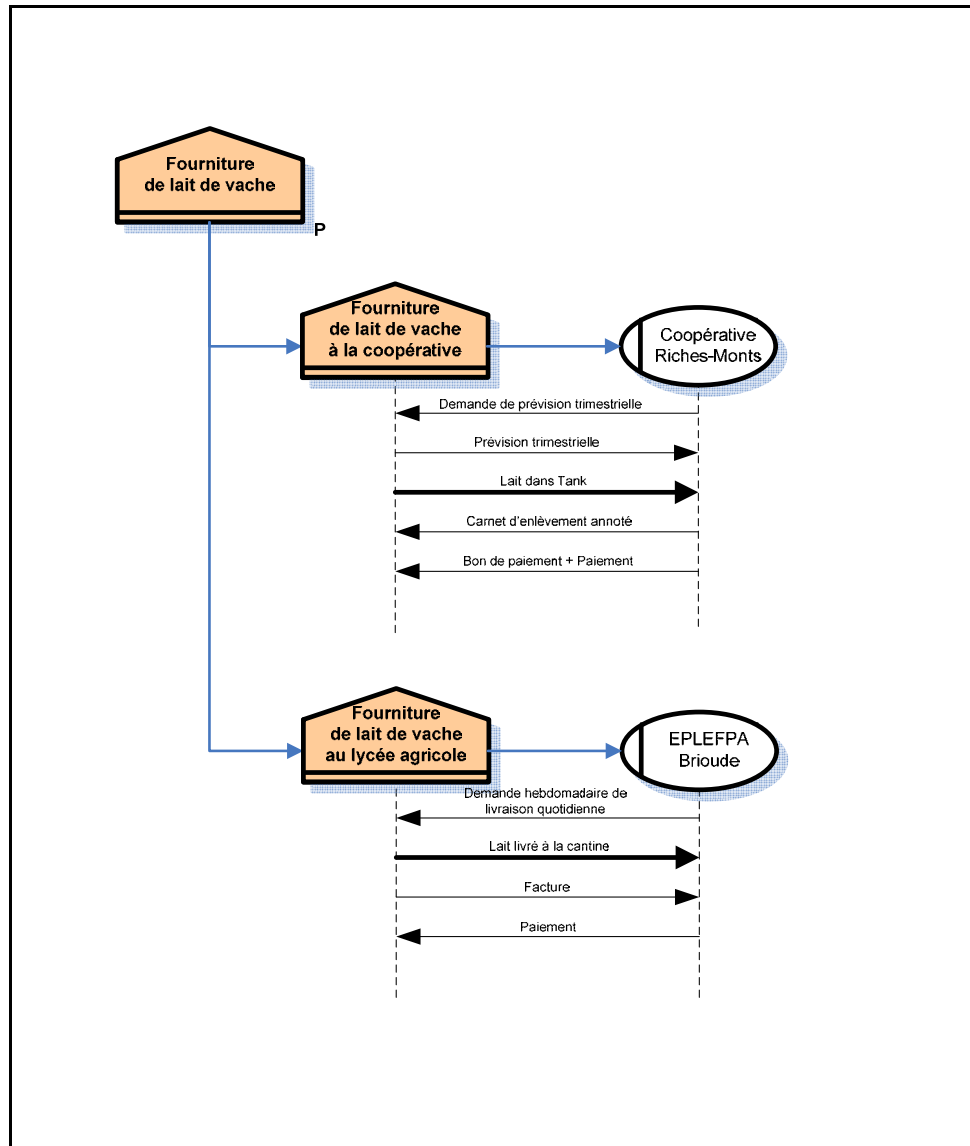 Fourniture
de lait de vache
P
Fourniture
de lait de vache
à la coopérative
Coopérative
Riches-Monts
Demande de prévision trimestrielle
Prévision trimestrielle
Lait dans Tank
Carnet d'enlèvement annoté
Bon de paiement + Paiement
Fourniture
de lait de vache
au lycée agricole
EPLEFPA
Brioude
Demande hebdomadaire de
livraison quotidienne
Lait livré à la cantine
Facture
Paiement